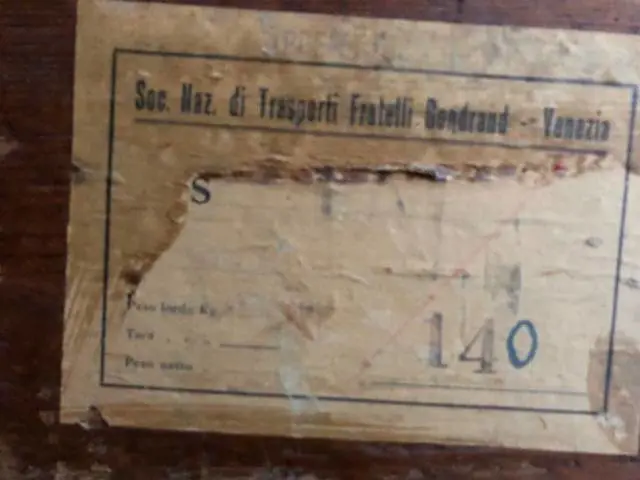 Soc. Naz. di Trasporti Fratelli Gondrand - Venezia
S
Peso lordo Kg.
Tara . . .
Peso netto
140